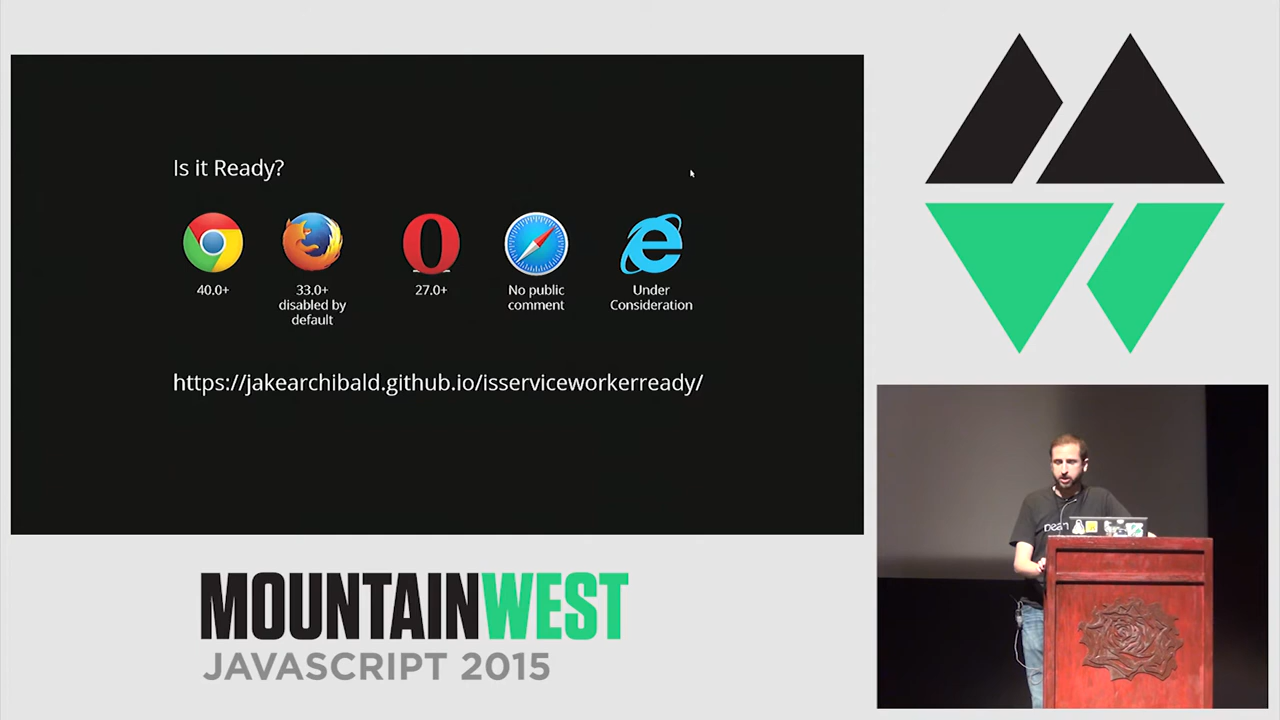 Is it Ready?
40.0+
33.0+
disabled by
default
27.0+
No public
comment
Under
Consideration
https://jakearchibald.github.io/isserviceworkerready/
MOUNTAINWEST
JAVASCRIPT 2015